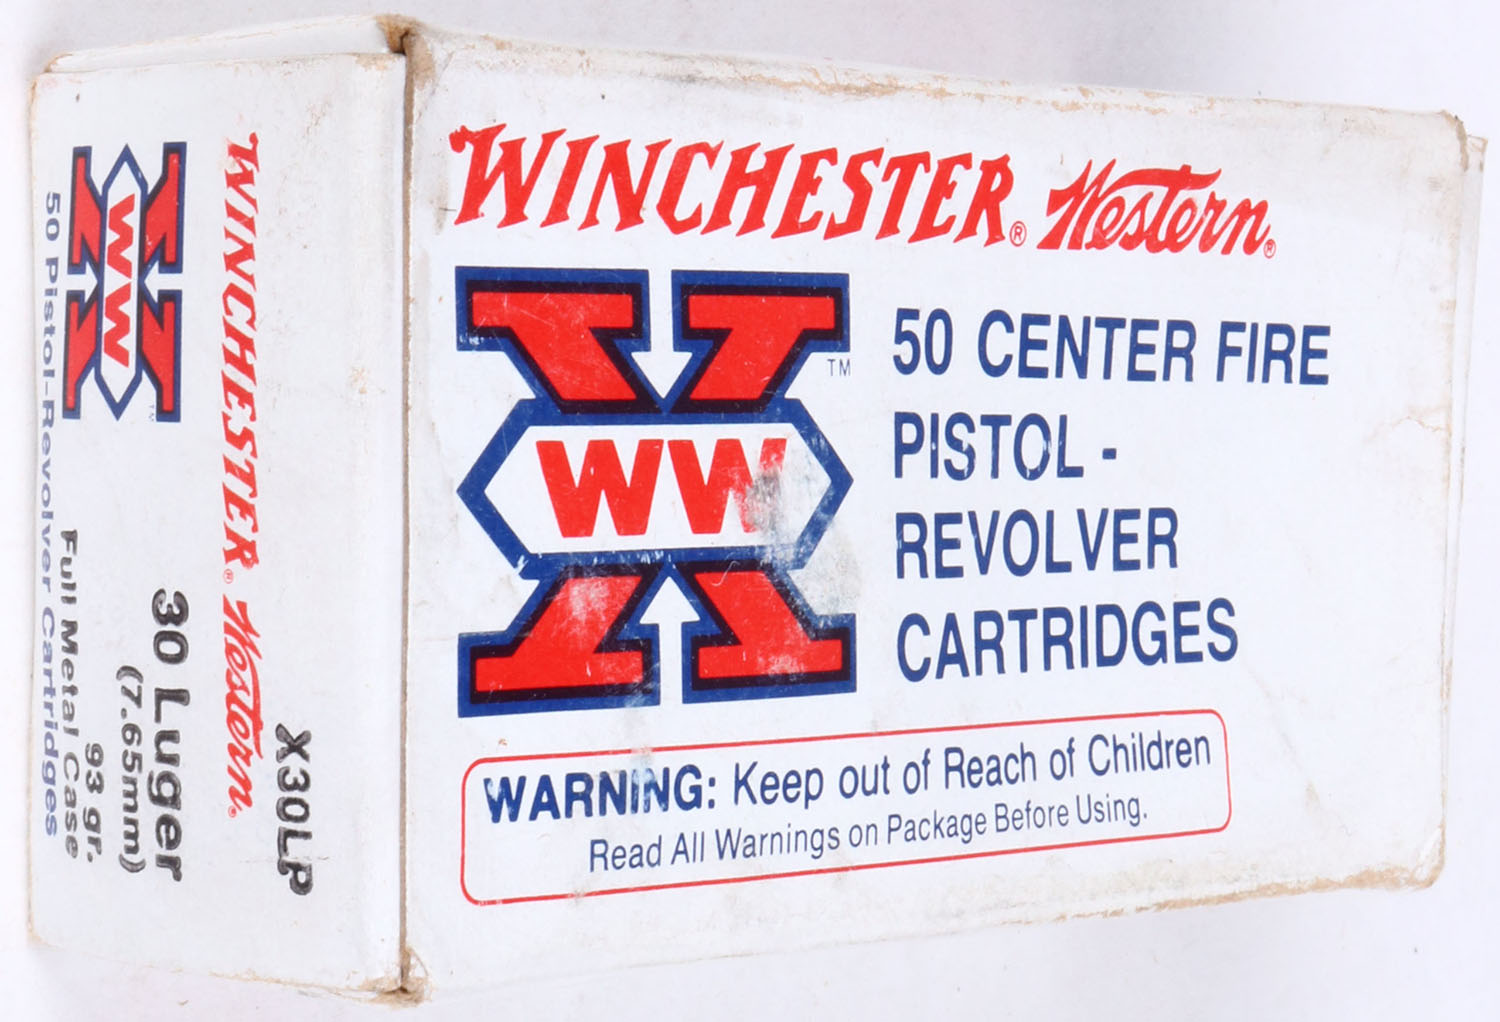 WINCHESTER® Western®
WW
TM
50 CENTER FIRE
PISTOL -
REVOLVER
CARTRIDGES
WARNING: Keep out of Reach of Children
Read All Warnings on Package Before Using.
X30LP
WINCHESTER® Western®
WW
TM
30 Luger
(7.65mm)
93 gr.
Full Metal Case
50 Pistol-Revolver Cartridges